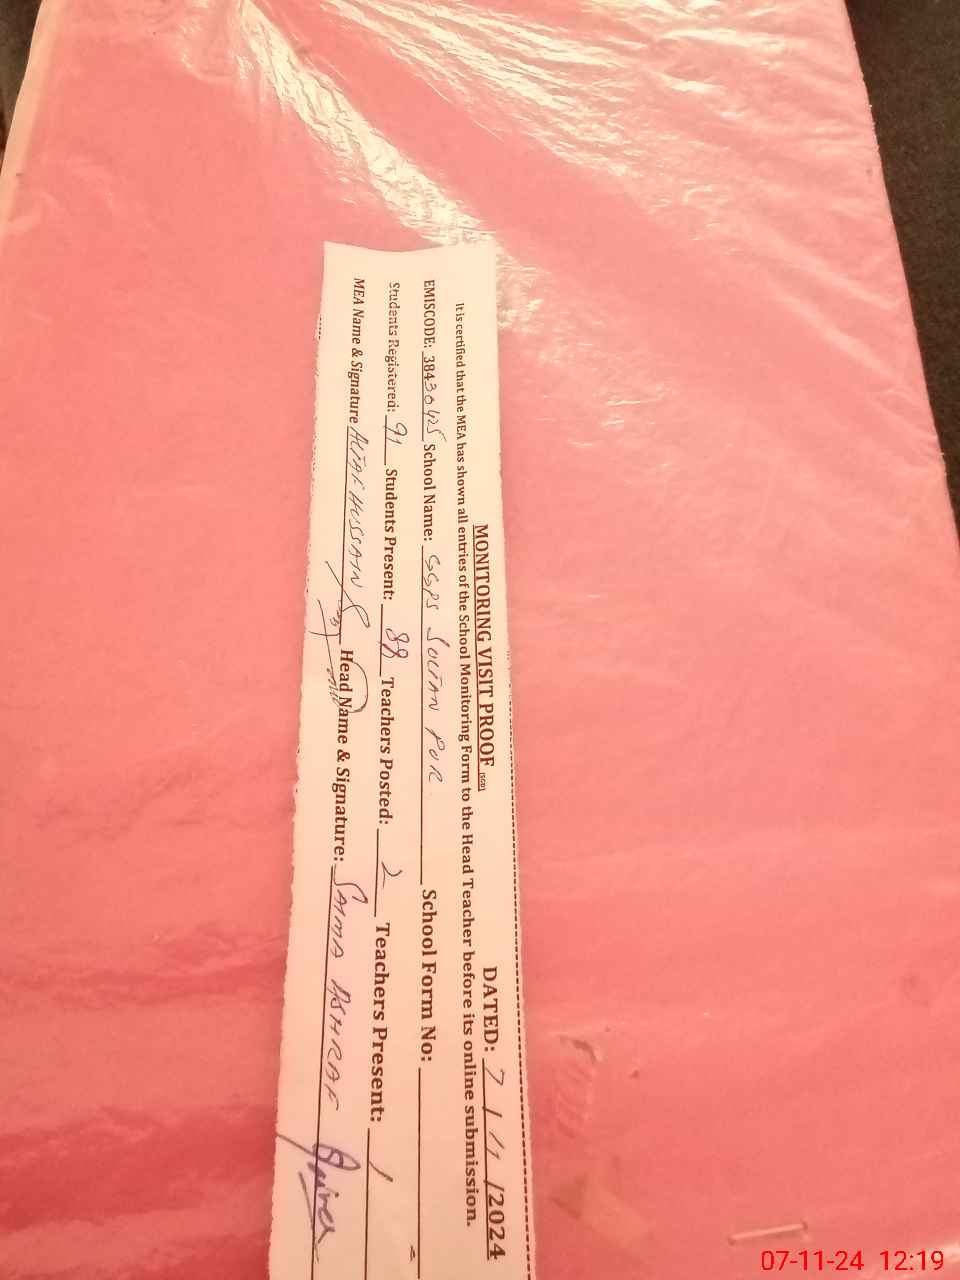 MONITORING VISIT PROOF (SED) DATED: 7/11/2024
It is certified that the MEA has shown all entries of the School Monitoring Form to the Head Teacher before its online submission.
EMISCODE: 38430425 School Name: GGPS SULTAN PUR School Form No:
Students Registered: 91 Students Present: 88 Teachers Posted: 2 Teachers Present: 1
MEA Name & Signature ALTAF HUSSAIN Head Name & Signature: SAIMA ASHRAF
07-11-24 12:19